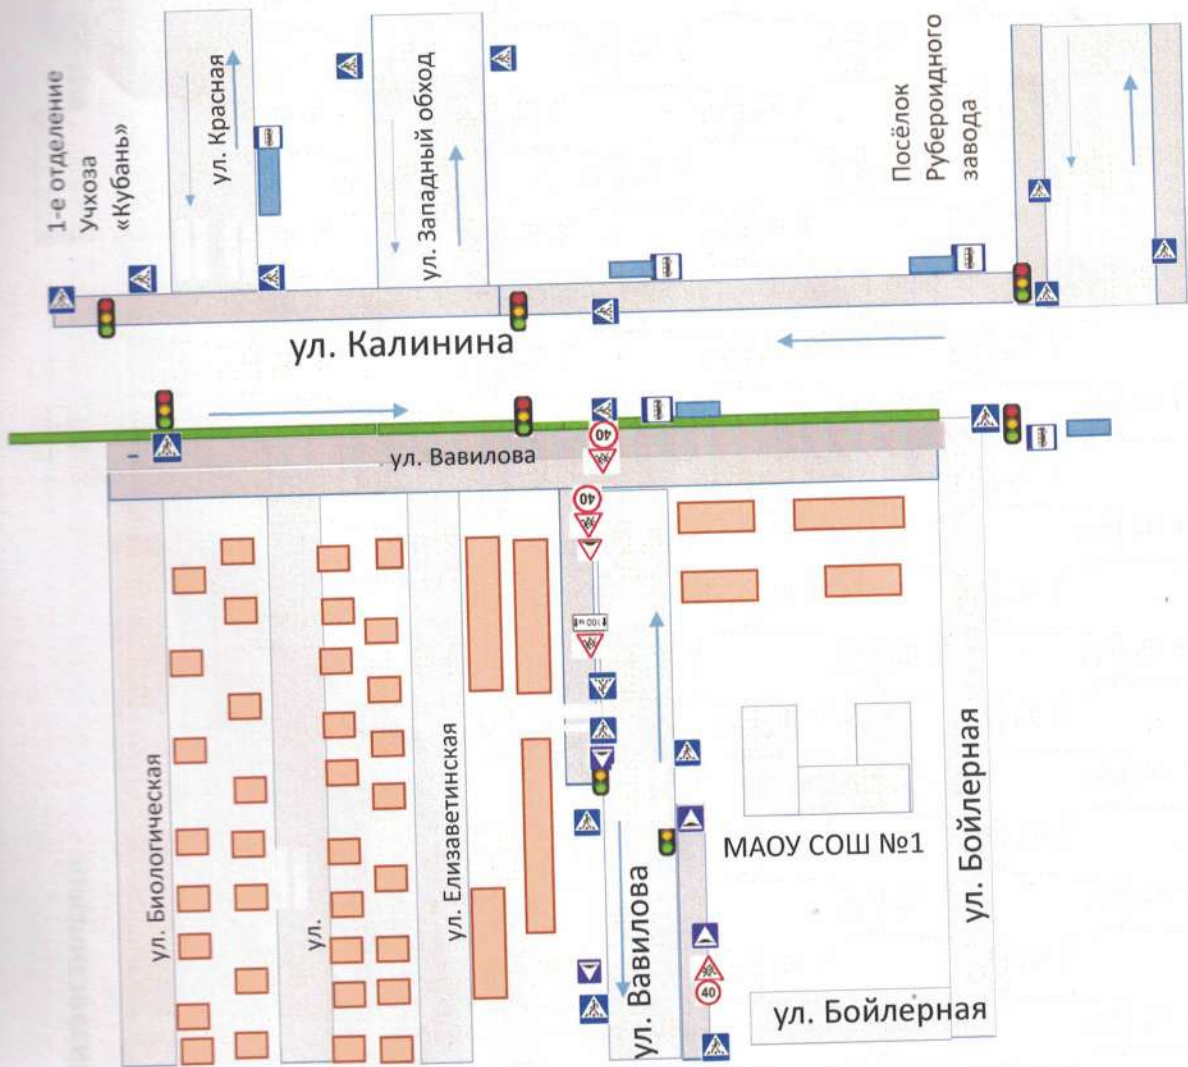 1-е отделение
Учхоза
«Кубань»
ул. Красная
ул. Западный обход
Посёлок
Рубероидного
завода
ул. Калинина
ул. Вавилова
40
40
100 м
ул. Биологическая
ул.
ул. Елизаветинская
ул. Вавилова
МАОУ СОШ №1
40
ул. Бойлерная
ул. Бойлерная